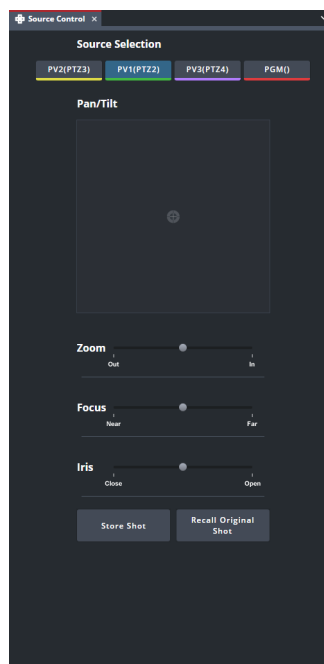 Source Control ×
Source Selection
PV2(PTZ3) PV1(PTZ2) PV3(PTZ4) PGM()
Pan/Tilt
Zoom
Out In
Focus
Near Far
Iris
Close Open
Store Shot
Recall Original
Shot